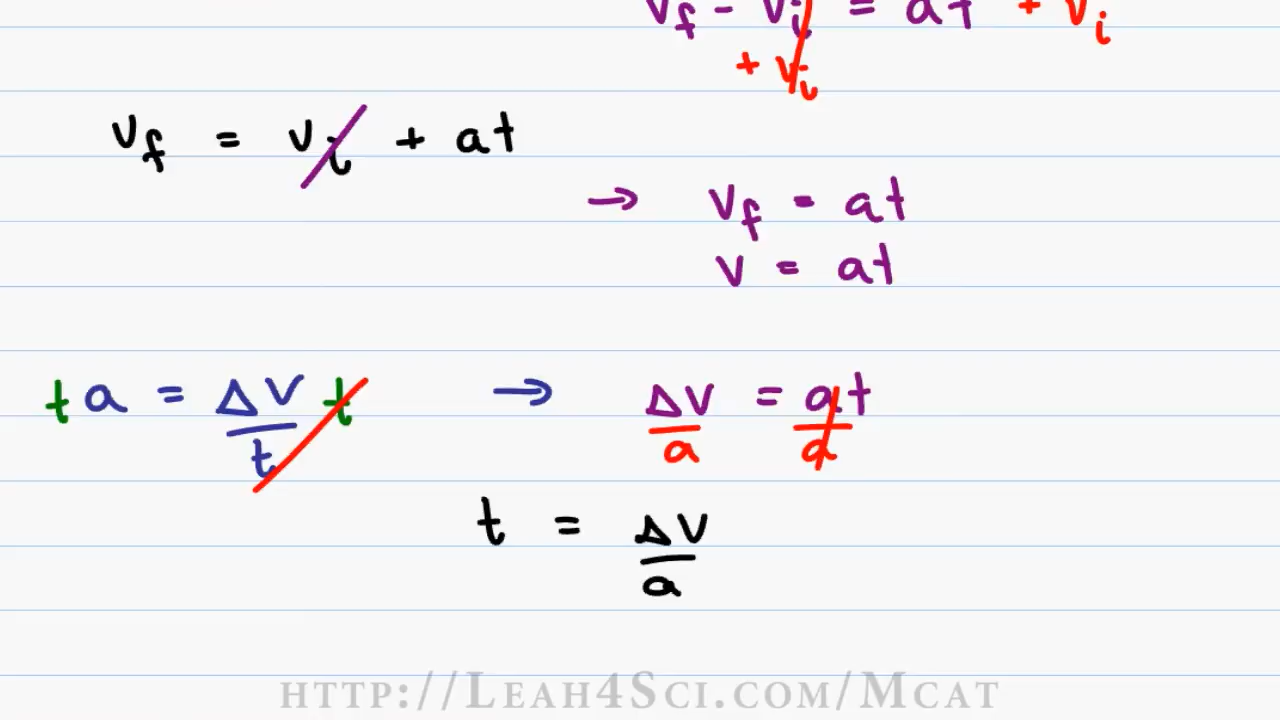 vf - vi = at + vi
+ vi
vf = vi + at
→ vf = at
v = at
ta = Δv/t t → Δv/a = at/a
t = Δv/a
HTTP://LEAH4SCI.COM/MCAT